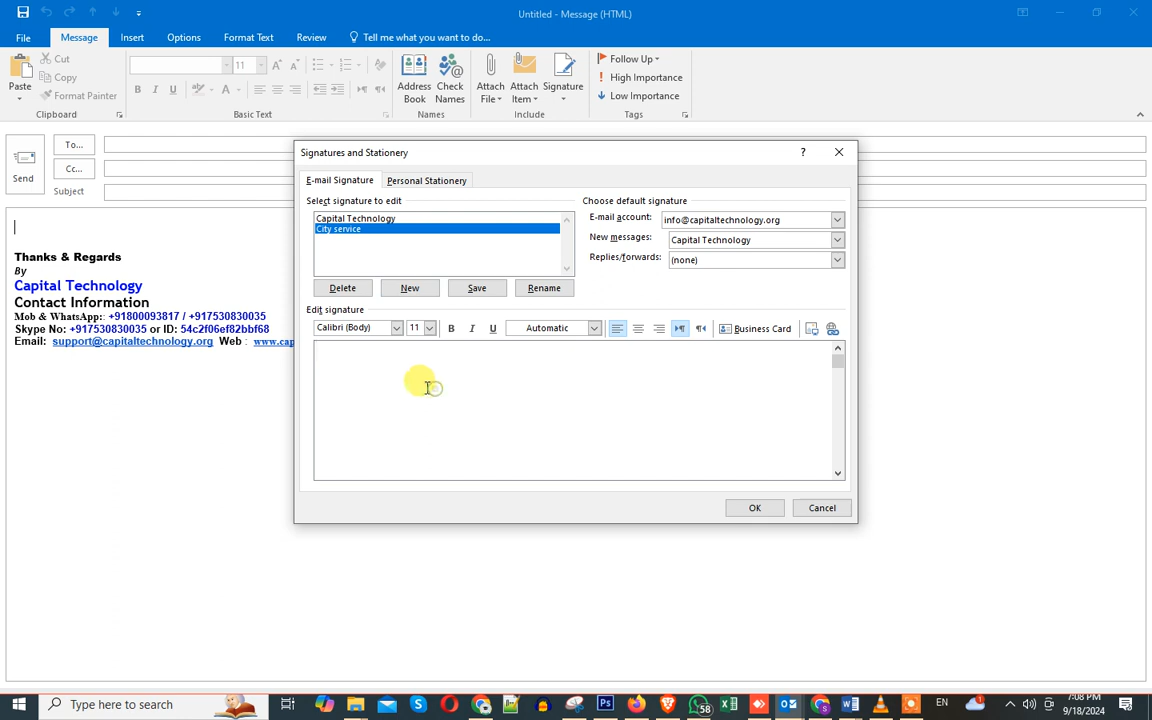 Untitled - Message (HTML)
File Message Insert Options Format Text Review Tell me what you want to do...
Cut
Copy
Format Painter
Paste
Clipboard
11
B I U
Basic Text
Address Book
Check Names
Names
Attach File
Attach Item
Signature
Include
Follow Up
High Importance
Low Importance
Tags
Send
To...
Cc...
Subject
Thanks & Regards
By
Capital Technology
Contact Information
Mob & WhatsApp:: +91800093817 / +917530830035
Skype No: +917530830035 or ID: 54c2f06ef82bbf68
Email: support@capitaltechnology.org Web : www.cap
Signatures and Stationery
?
E-mail Signature Personal Stationery
Select signature to edit
Capital Technology
City service
Delete New Save Rename
Choose default signature
E-mail account: info@capitaltechnology.org
New messages: Capital Technology
Replies/forwards: (none)
Edit signature
Calibri (Body) 11 B I U Automatic Business Card
OK Cancel
Type here to search
58
EN
7:08 PM
9/18/2024